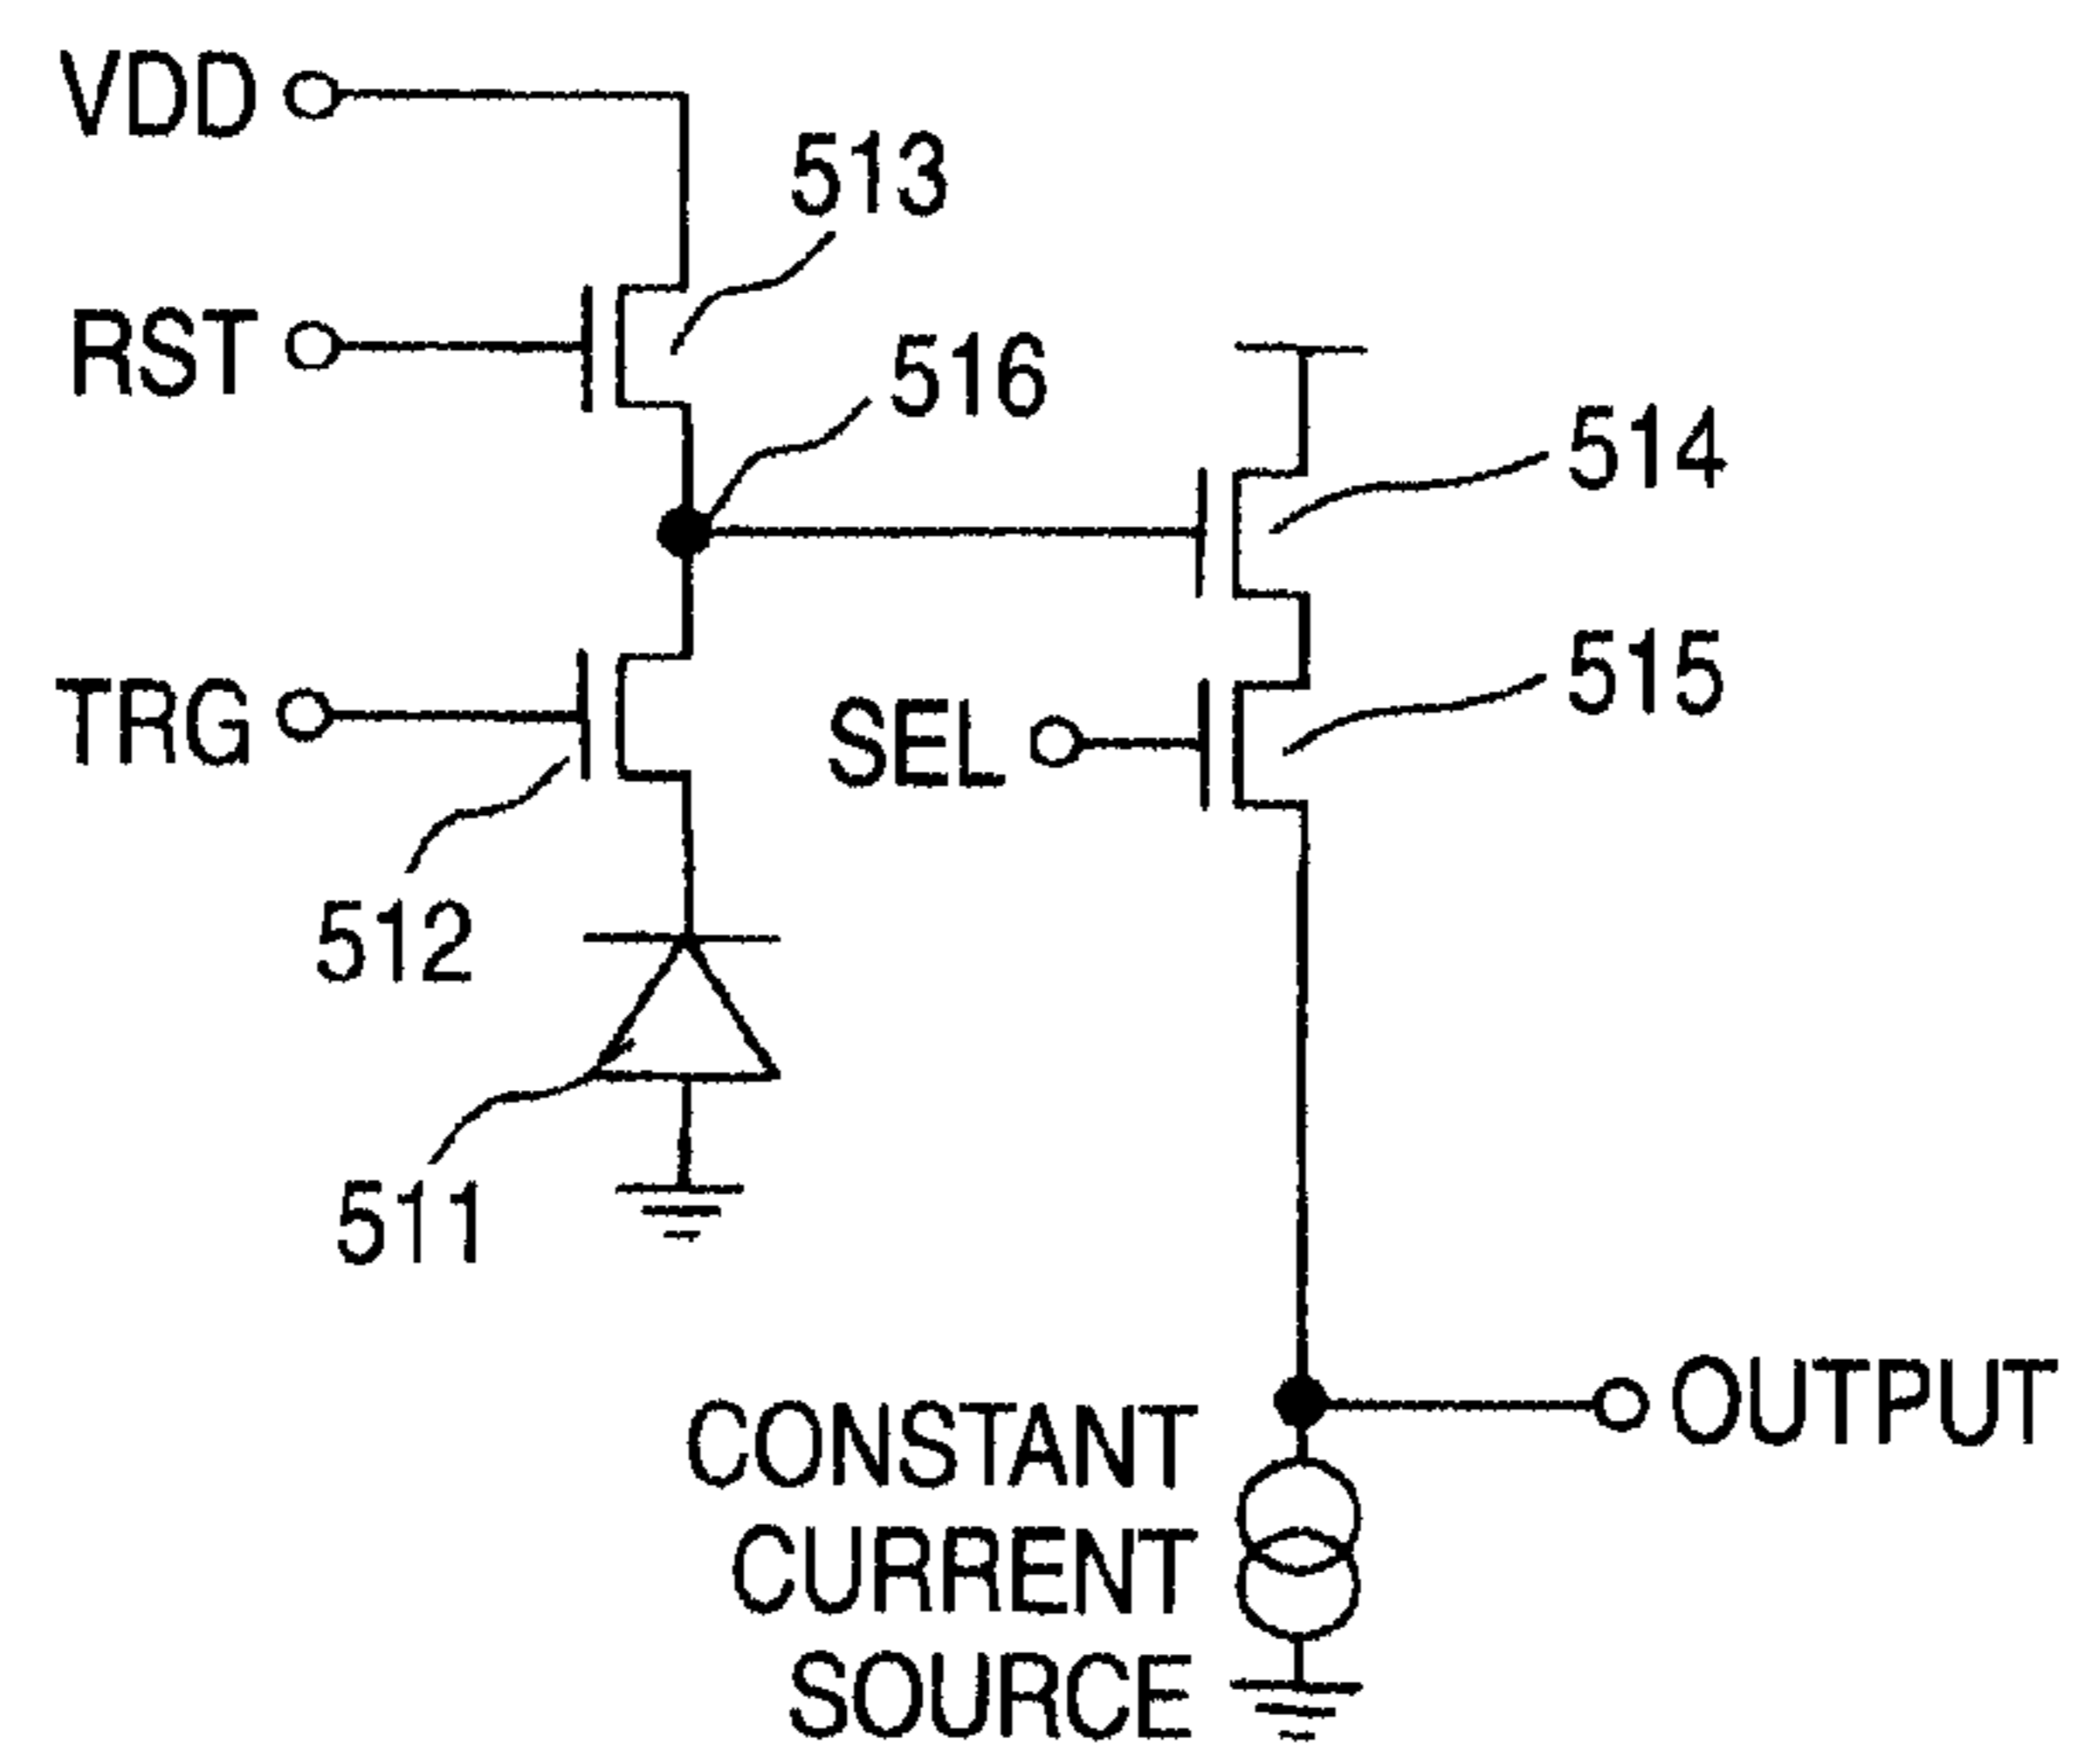 VDD
513
RST
516
514
TRG
SEL
515
512
511
CONSTANT
CURRENT
SOURCE
OUTPUT